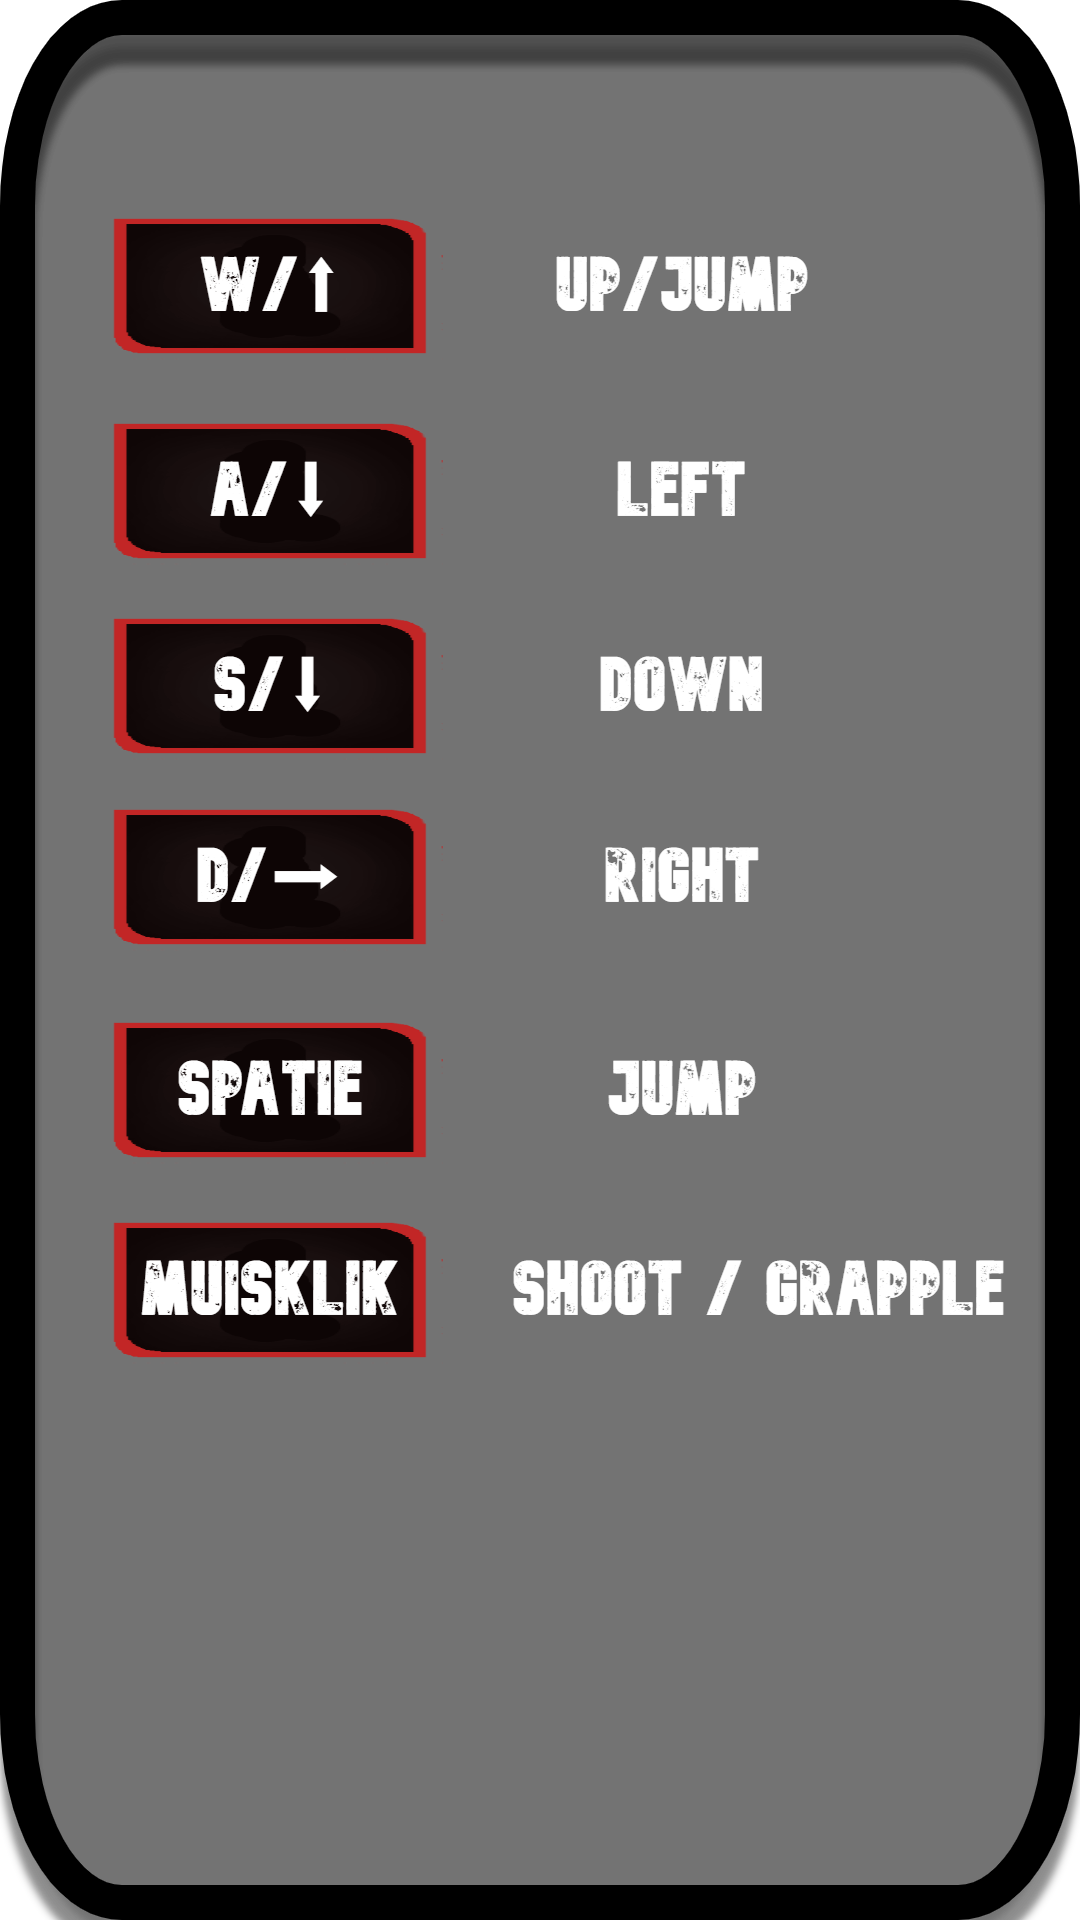 W/↑ UP/JUMP
A/↓ LEFT
S/↓ DOWN
D/→ RIGHT
SPATIE JUMP
MUISKLIK SHOOT / GRAPPLE